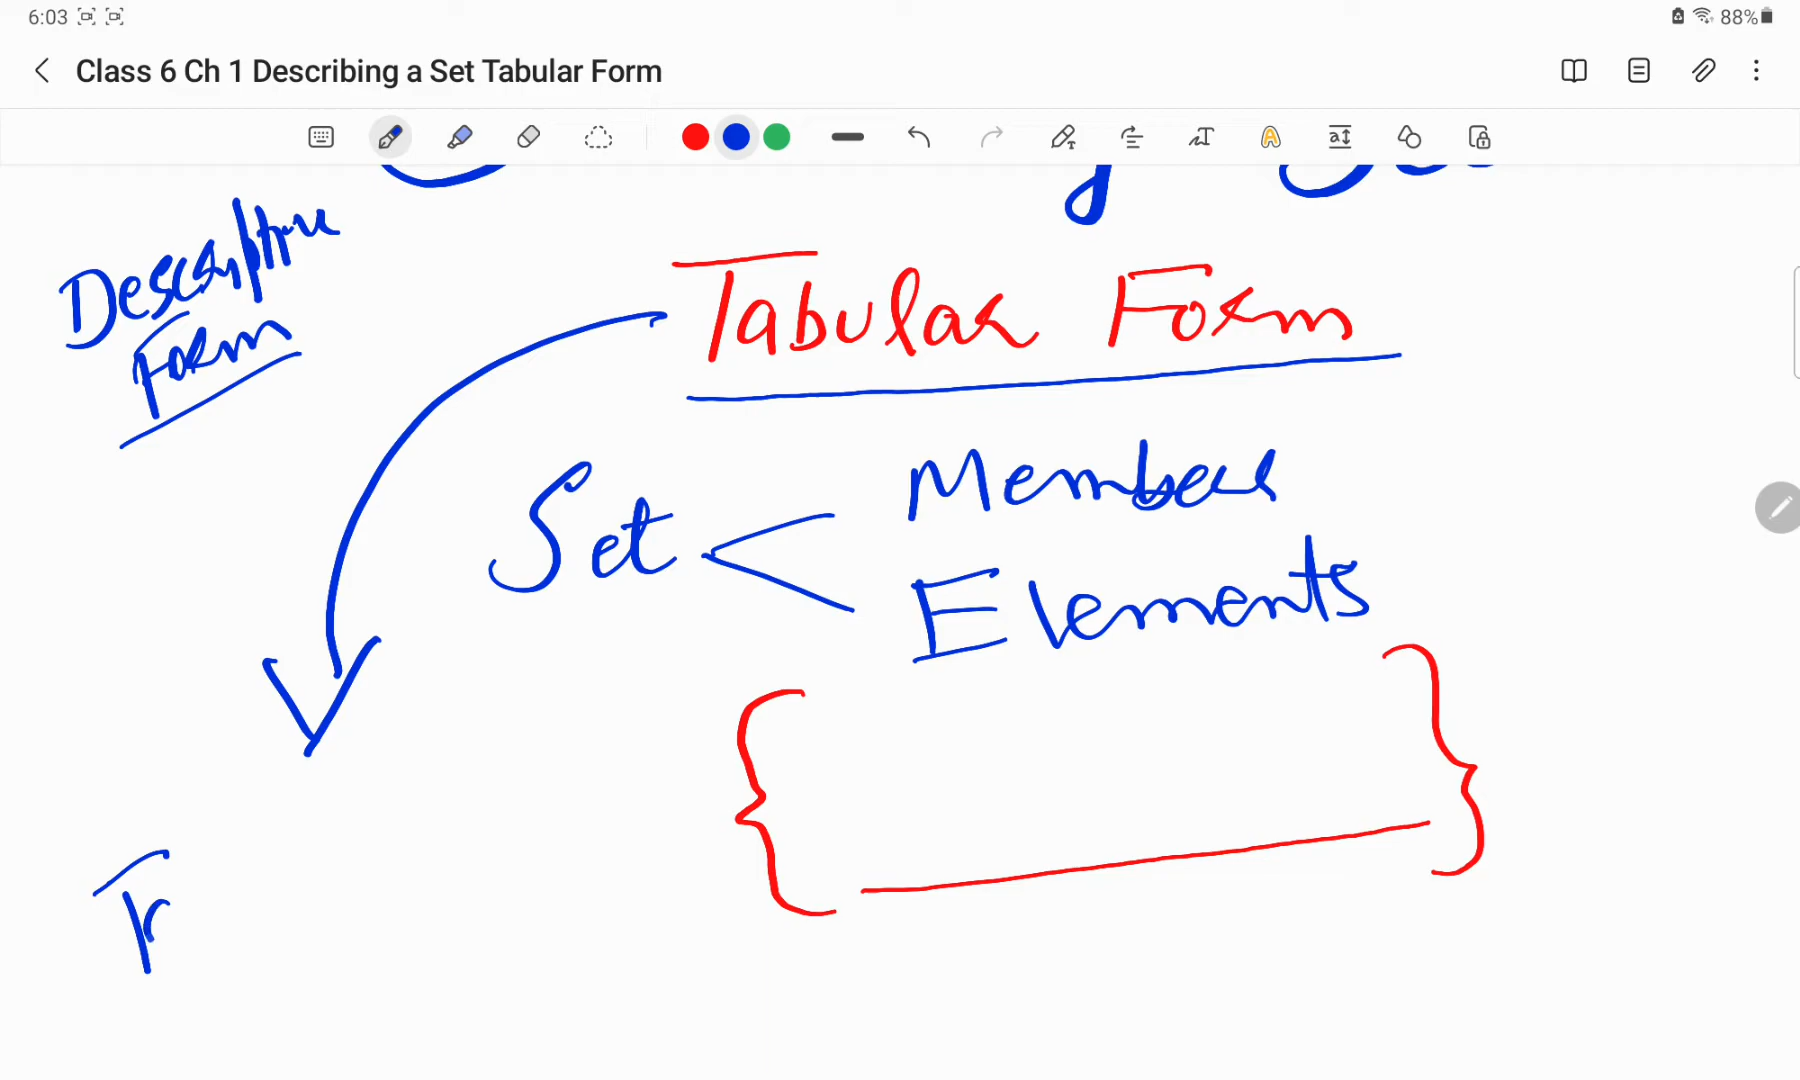 6:03
88%
Class 6 Ch 1 Describing a Set Tabular Form
Descriptive
Form
Tabular Form
Set
Members
Elements
{ }